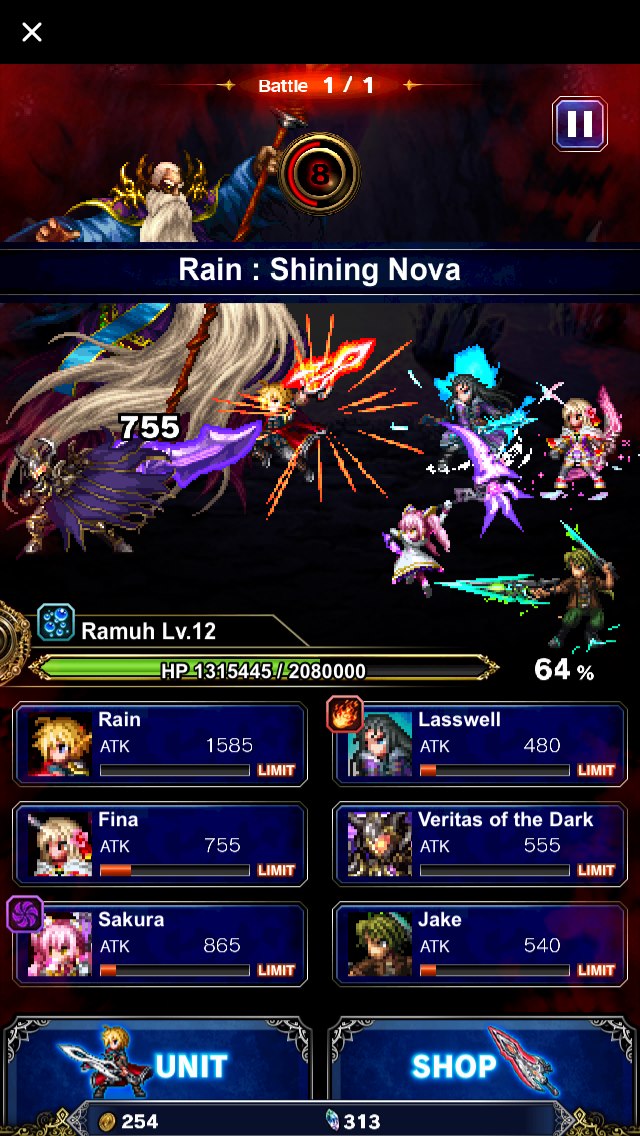 Battle 1 / 1
8
Rain : Shining Nova
755
Ramuh Lv.12
HP 1315445 / 2080000
64 %
Rain
ATK 1585
LIMIT
Lasswell
ATK 480
LIMIT
Fina
ATK 755
LIMIT
Veritas of the Dark
ATK 555
LIMIT
Sakura
ATK 865
LIMIT
Jake
ATK 540
LIMIT
UNIT
SHOP
254
313